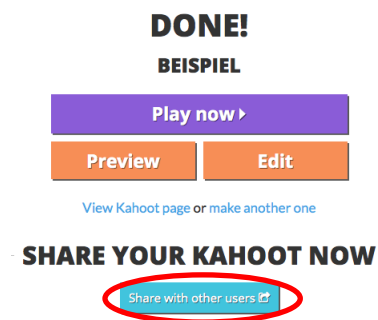 DONE!
BEISPIEL
Play now
Preview
Edit
View Kahoot page or make another one
SHARE YOUR KAHOOT NOW
Share with other users